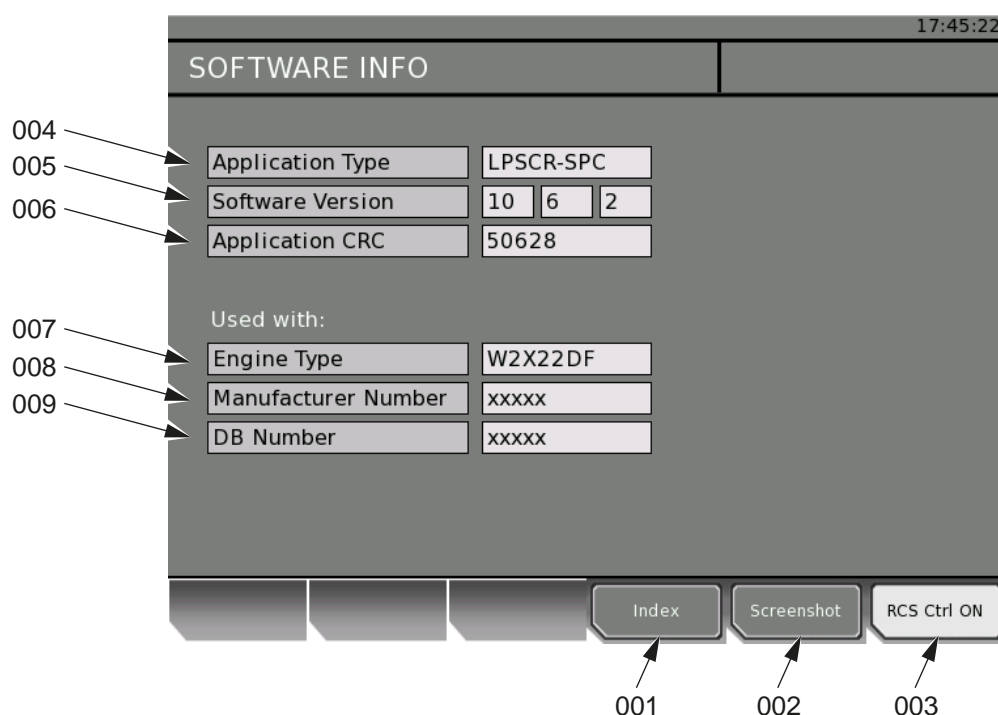 17:45:22
SOFTWARE INFO
004
Application Type LPSCR-SPC
005
Software Version 10 6 2
006
Application CRC 50628
Used with:
007
Engine Type W2X22DF
008
Manufacturer Number xxxxx
009
DB Number xxxxx
Index Screenshot RCS Ctrl ON
001 002 003